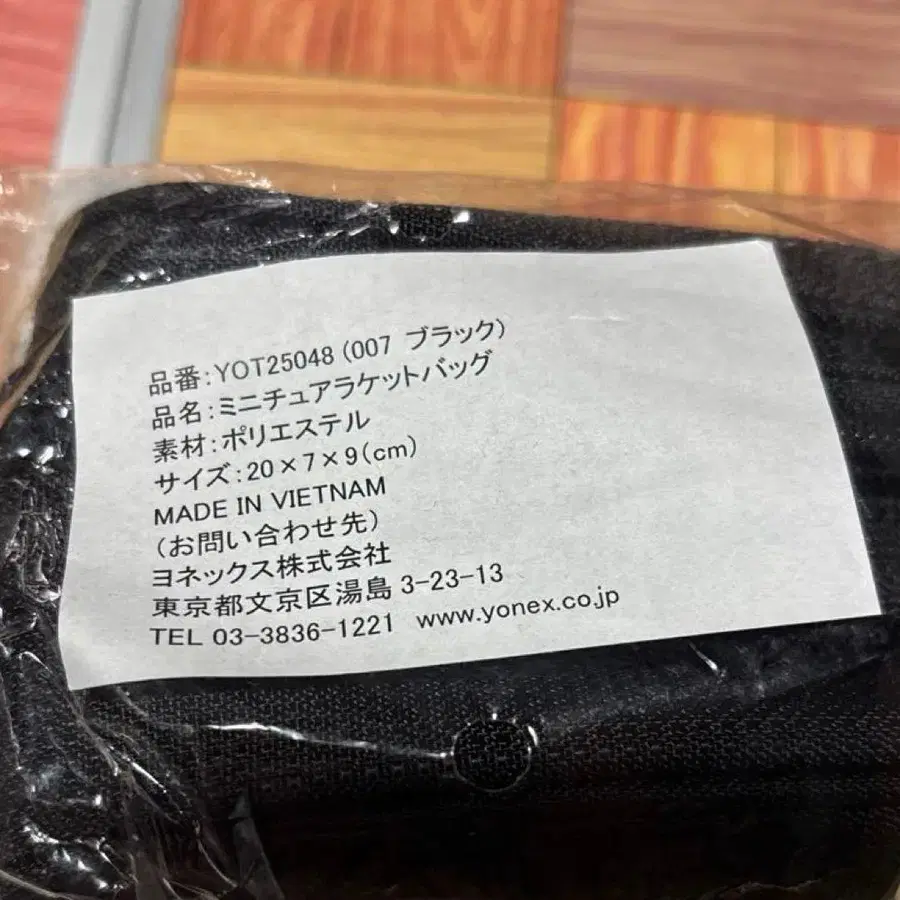 品番:YOT25048(007 ブラック)
品名:ミニチュアラケットバッグ
素材:ポリエステル
サイズ:20×7×9(cm)
MADE IN VIETNAM
(お問い合わせ先)
ヨネックス株式会社
東京都文京区湯島 3-23-13
TEL 03-3836-1221 www.yonex.co.jp